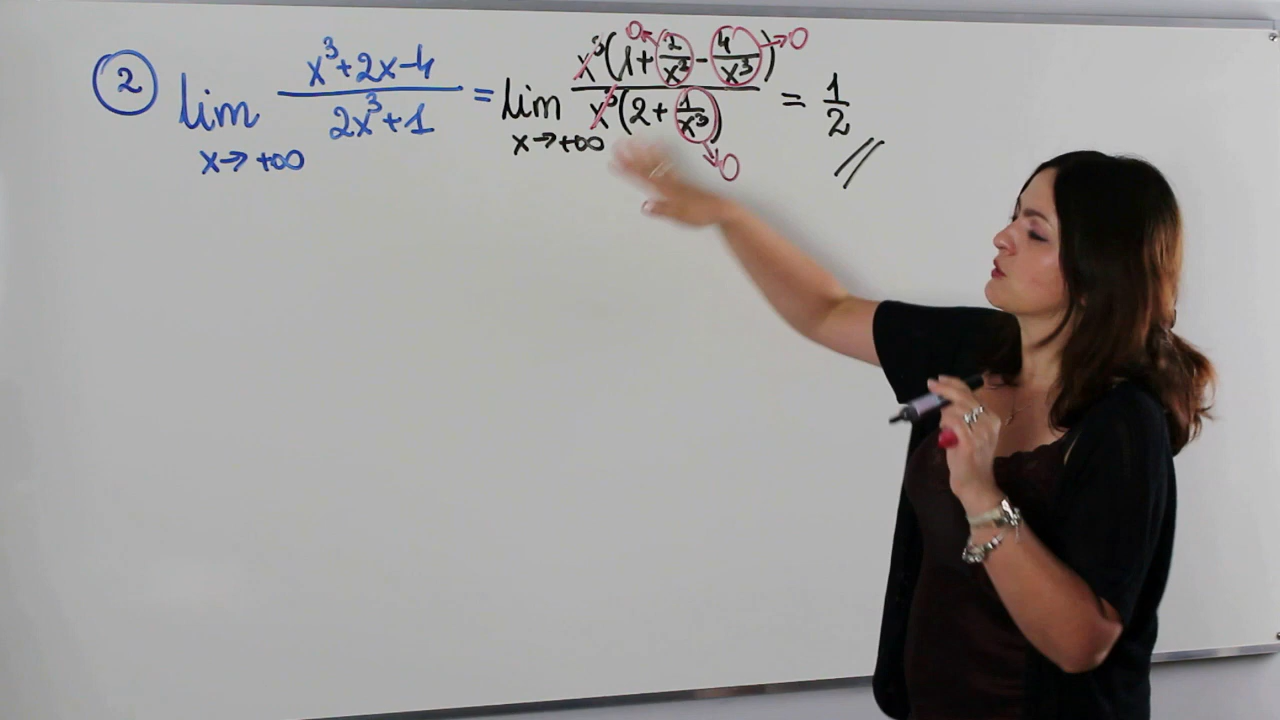 ② lim x→+∞ (x³+2x-4)/(2x³+1) = lim x→+∞ x³(1+2/x²-4/x³)/x³(2+1/x³) = 1/2 //
0 0
0